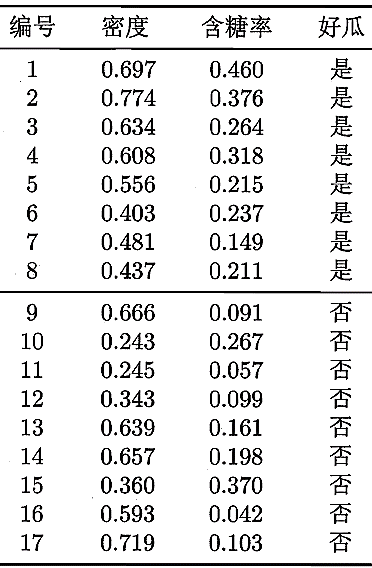 编号 密度 含糖率 好瓜
1 0.697 0.460 是
2 0.774 0.376 是
3 0.634 0.264 是
4 0.608 0.318 是
5 0.556 0.215 是
6 0.403 0.237 是
7 0.481 0.149 是
8 0.437 0.211 是
9 0.666 0.091 否
10 0.243 0.267 否
11 0.245 0.057 否
12 0.343 0.099 否
13 0.639 0.161 否
14 0.657 0.198 否
15 0.360 0.370 否
16 0.593 0.042 否
17 0.719 0.103 否